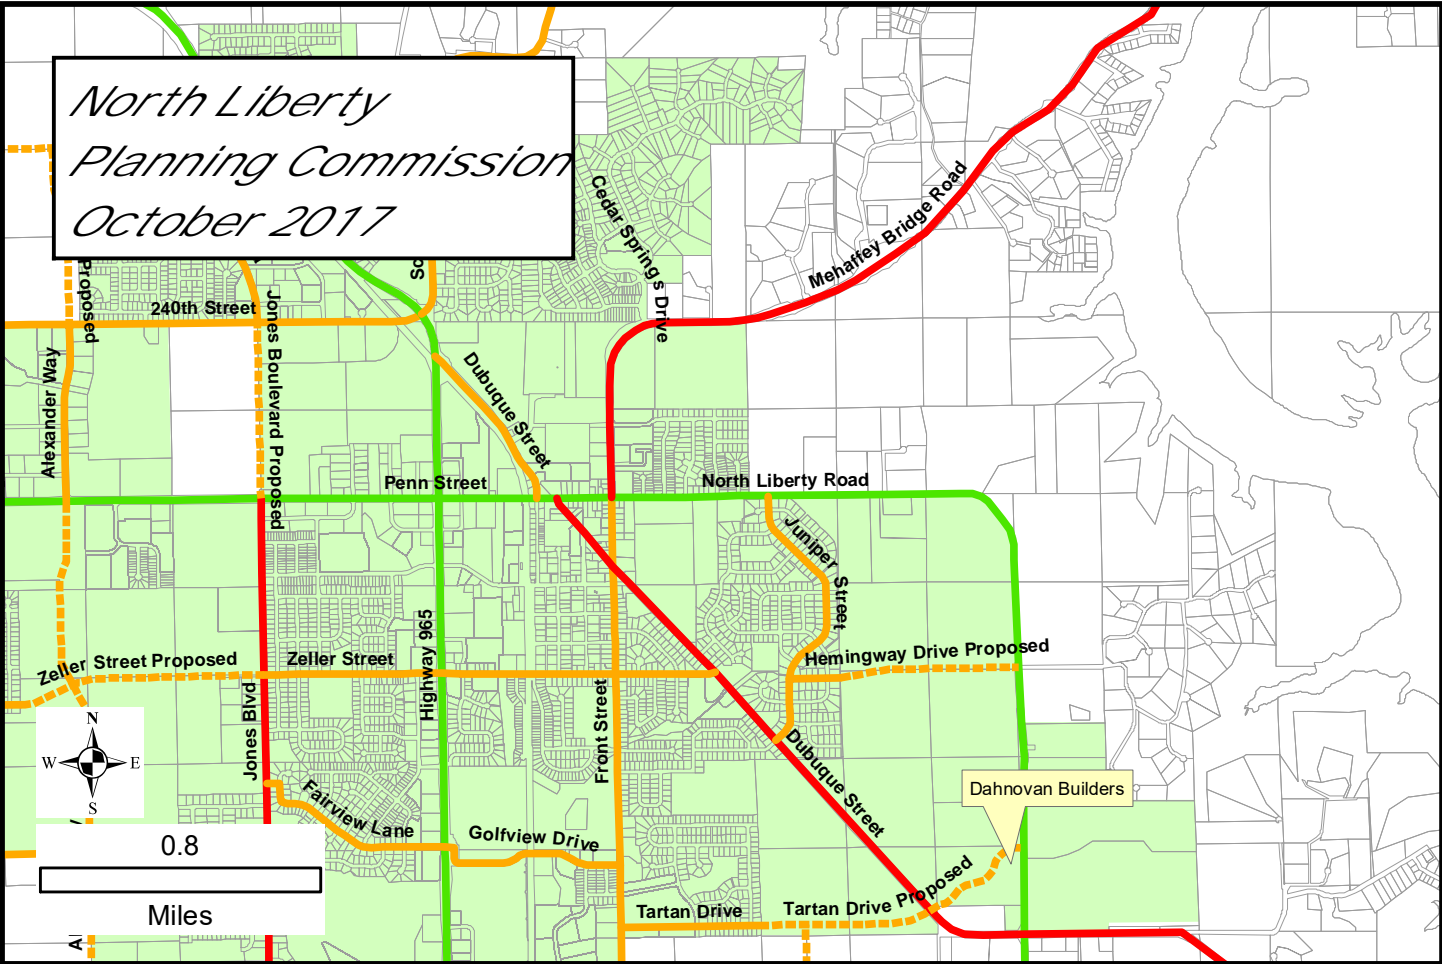 North Liberty
Planning Commission
October 2017
Cedar Springs Drive
Mehaffey Bridge Road
Proposed
So
240th Street
Jones Boulevard Proposed
Alexander Way
Dubuque Street
Penn Street
North Liberty Road
Juniper Street
Highway 965
Hemingway Drive Proposed
Zeller Street Proposed
Zeller Street
Jones Blvd
Front Street
N
W
E
S
Dubuque Street
Dahnovan Builders
Fairview Lane
Golfview Drive
0.8
Miles
Tartan Drive
Tartan Drive Proposed